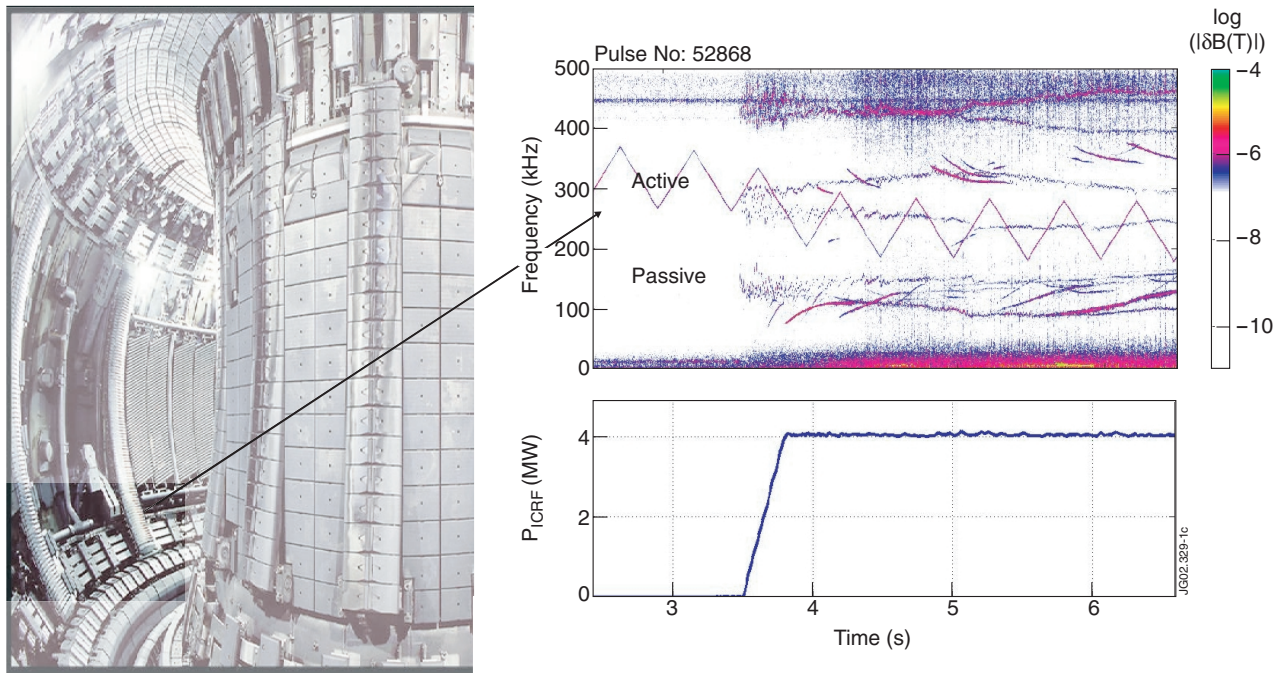 log
(|δB(T)|)
Pulse No: 52868
500
400
300
200
100
0
Frequency (kHz)
Active
Passive
−4
−6
−8
−10
4
2
0
P_ICRF (MW)
3
4
5
6
Time (s)
JG02.329-1c